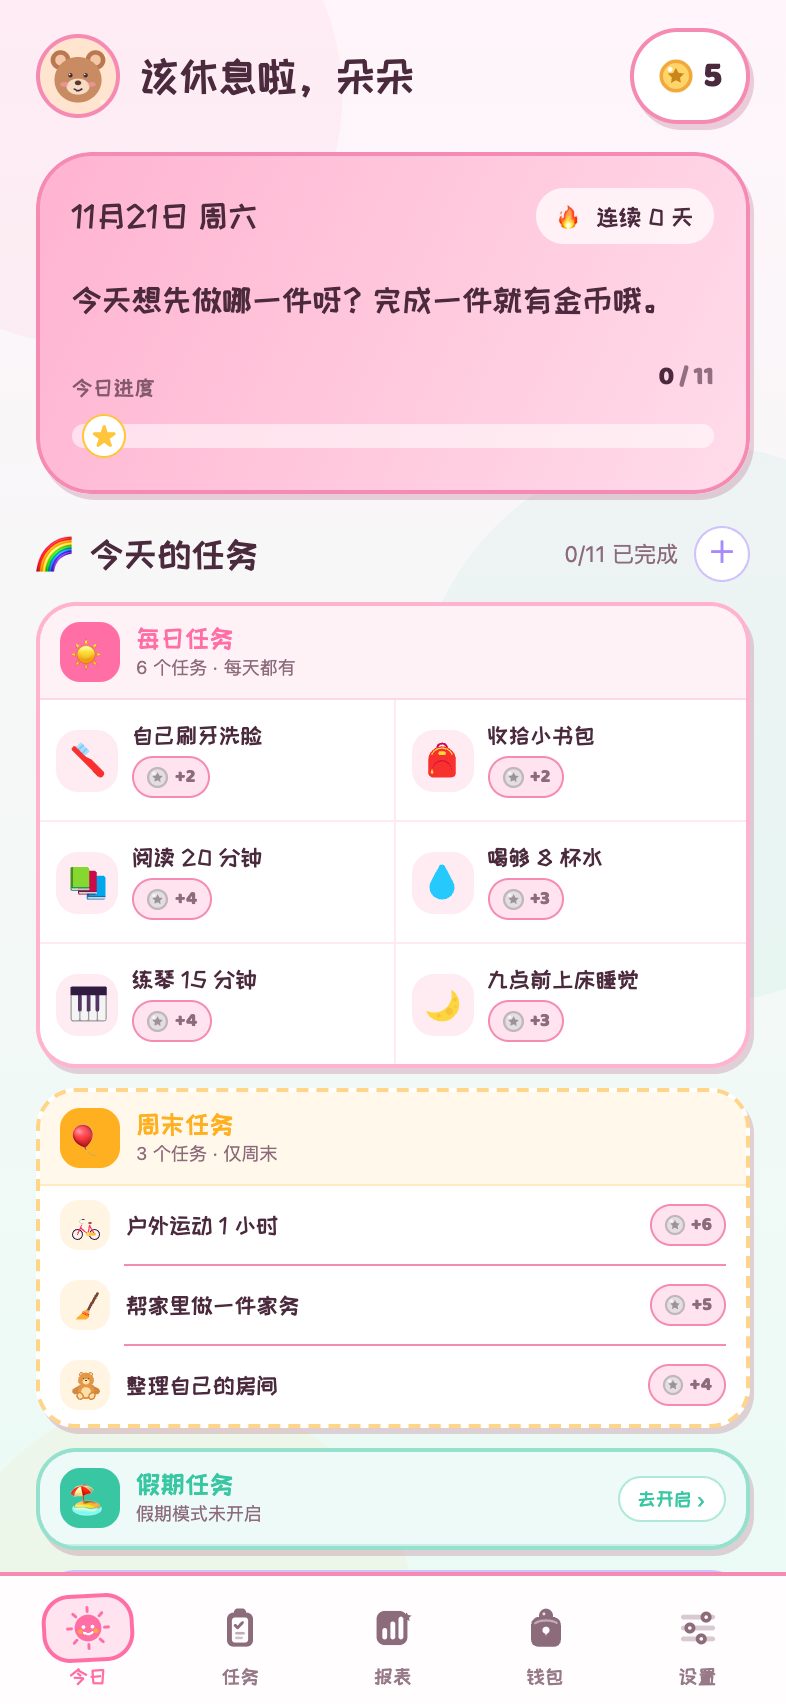 该休息啦，朵朵
5
11月21日 周六
连续 0 天
今天想先做哪一件呀？完成一件就有金币哦。
今日进度
0 / 11
今天的任务
0/11 已完成
每日任务
6 个任务 · 每天都有
自己刷牙洗脸
+2
收拾小书包
+2
阅读 20 分钟
+4
喝够 8 杯水
+3
练琴 15 分钟
+4
九点前上床睡觉
+3
周末任务
3 个任务 · 仅周末
户外运动 1 小时
+6
帮家里做一件家务
+5
整理自己的房间
+4
假期任务
假期模式未开启
去开启 ›
今日
任务
报表
钱包
设置